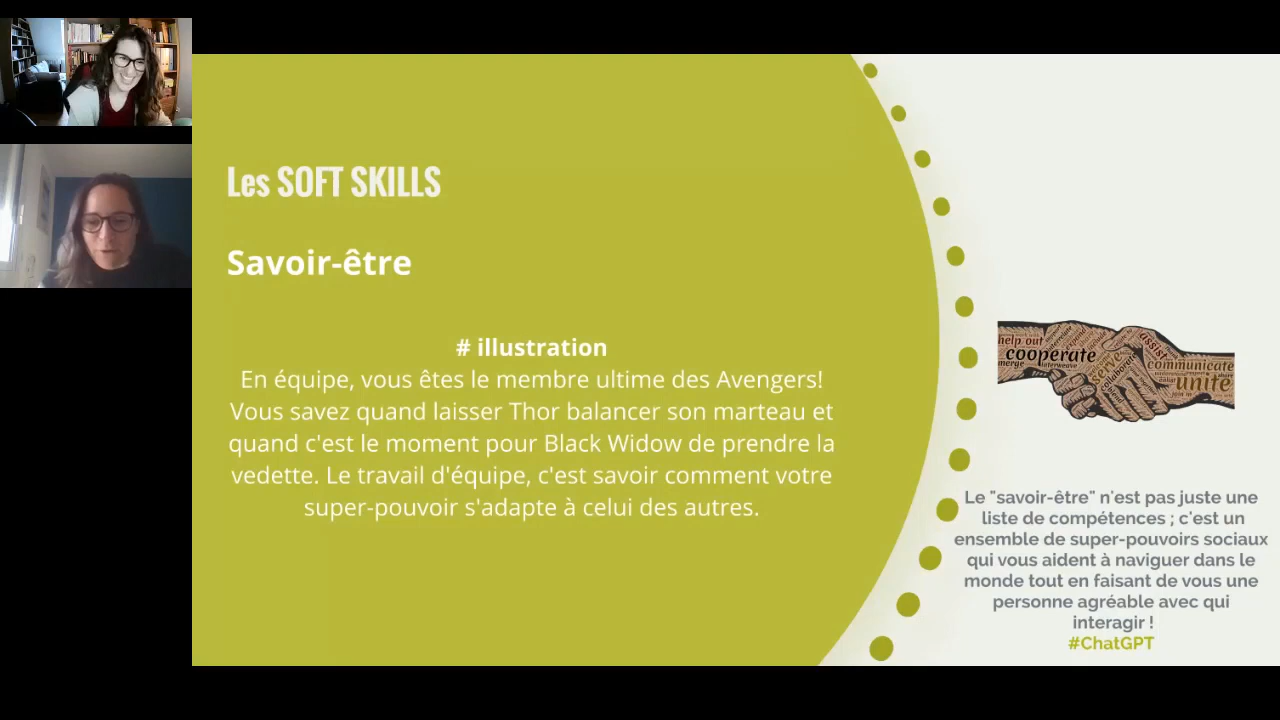 Les SOFT SKILLS
Savoir-être
# illustration
En équipe, vous êtes le membre ultime des Avengers!
Vous savez quand laisser Thor balancer son marteau et
quand c'est le moment pour Black Widow de prendre la
vedette. Le travail d'équipe, c'est savoir comment votre
super-pouvoir s'adapte à celui des autres.
help out
cooperate
merge
interweave
serve
collaborate
assist
communicate
unite
join in
Le "savoir-être" n'est pas juste une
liste de compétences ; c'est un
ensemble de super-pouvoirs sociaux
qui vous aident à naviguer dans le
monde tout en faisant de vous une
personne agréable avec qui
interagir !
#ChatGPT